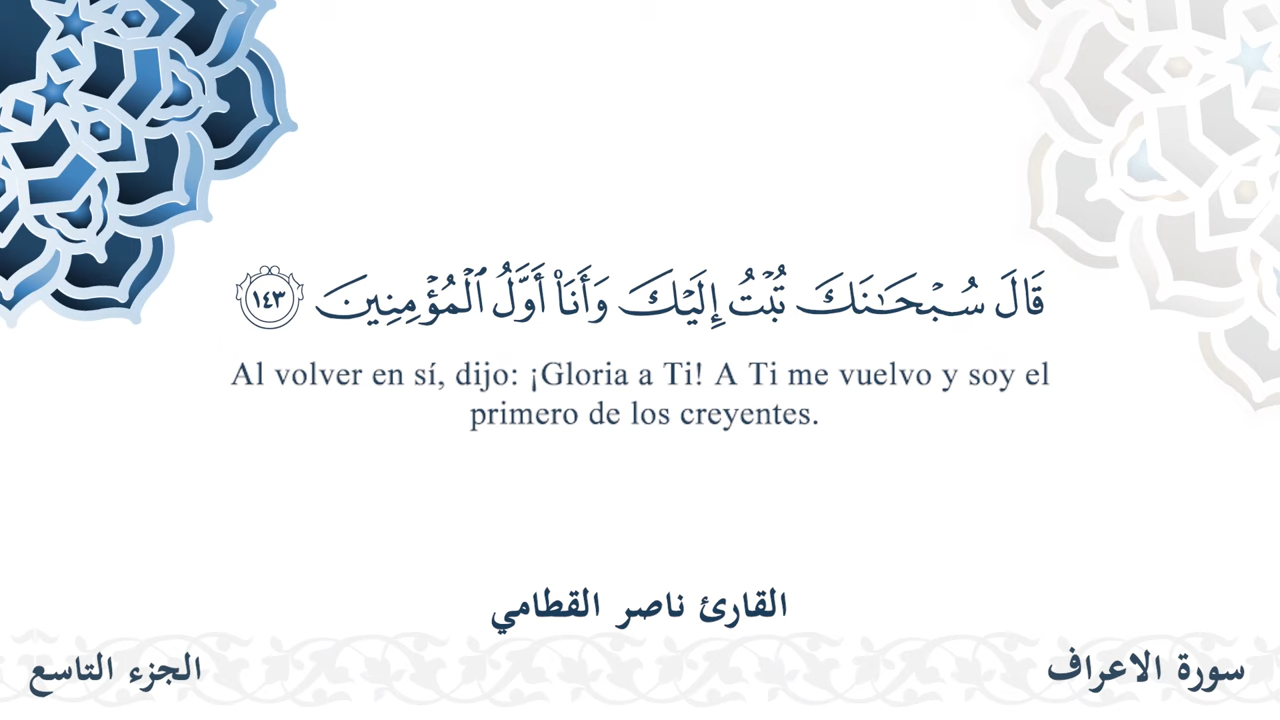 قَالَ سُبْحَـٰنَكَ تُبْتُ إِلَيْكَ وَأَنَا۠ أَوَّلُ ٱلْمُؤْمِنِينَ ١٤٣
Al volver en sí, dijo: ¡Gloria a Ti! A Ti me vuelvo y soy el
primero de los creyentes.
القارئ ناصر القطامي
سورة الاعراف
الجزء التاسع